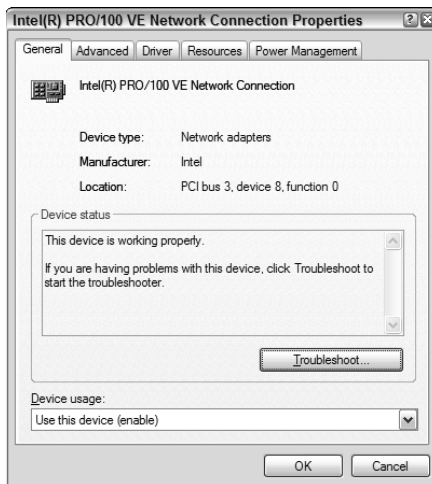 Intel(R) PRO/100 VE Network Connection Properties
General Advanced Driver Resources Power Management
Intel(R) PRO/100 VE Network Connection
Device type: Network adapters
Manufacturer: Intel
Location: PCI bus 3, device 8, function 0
Device status
This device is working properly.
If you are having problems with this device, click Troubleshoot to
start the troubleshooter.
Troubleshoot...
Device usage:
Use this device (enable)
OK Cancel